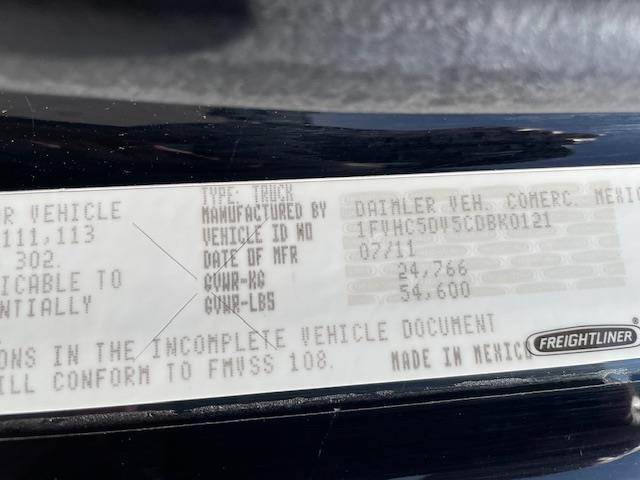 TYPE: TRUCK
R VEHICLE MANUFACTURED BY DAIMLER VEH. COMERC. MEXI
111,113 VEHICLE ID NO 1FVHC5DV5CDBK0121
302. DATE OF MFR 07/11
ICABLE TO GVWR-KG 24,766
NTIALLY GVWR-LBS 54,600
ONS IN THE INCOMPLETE VEHICLE DOCUMENT
ILL CONFORM TO FMVSS 108. MADE IN MEXICO
FREIGHTLINER